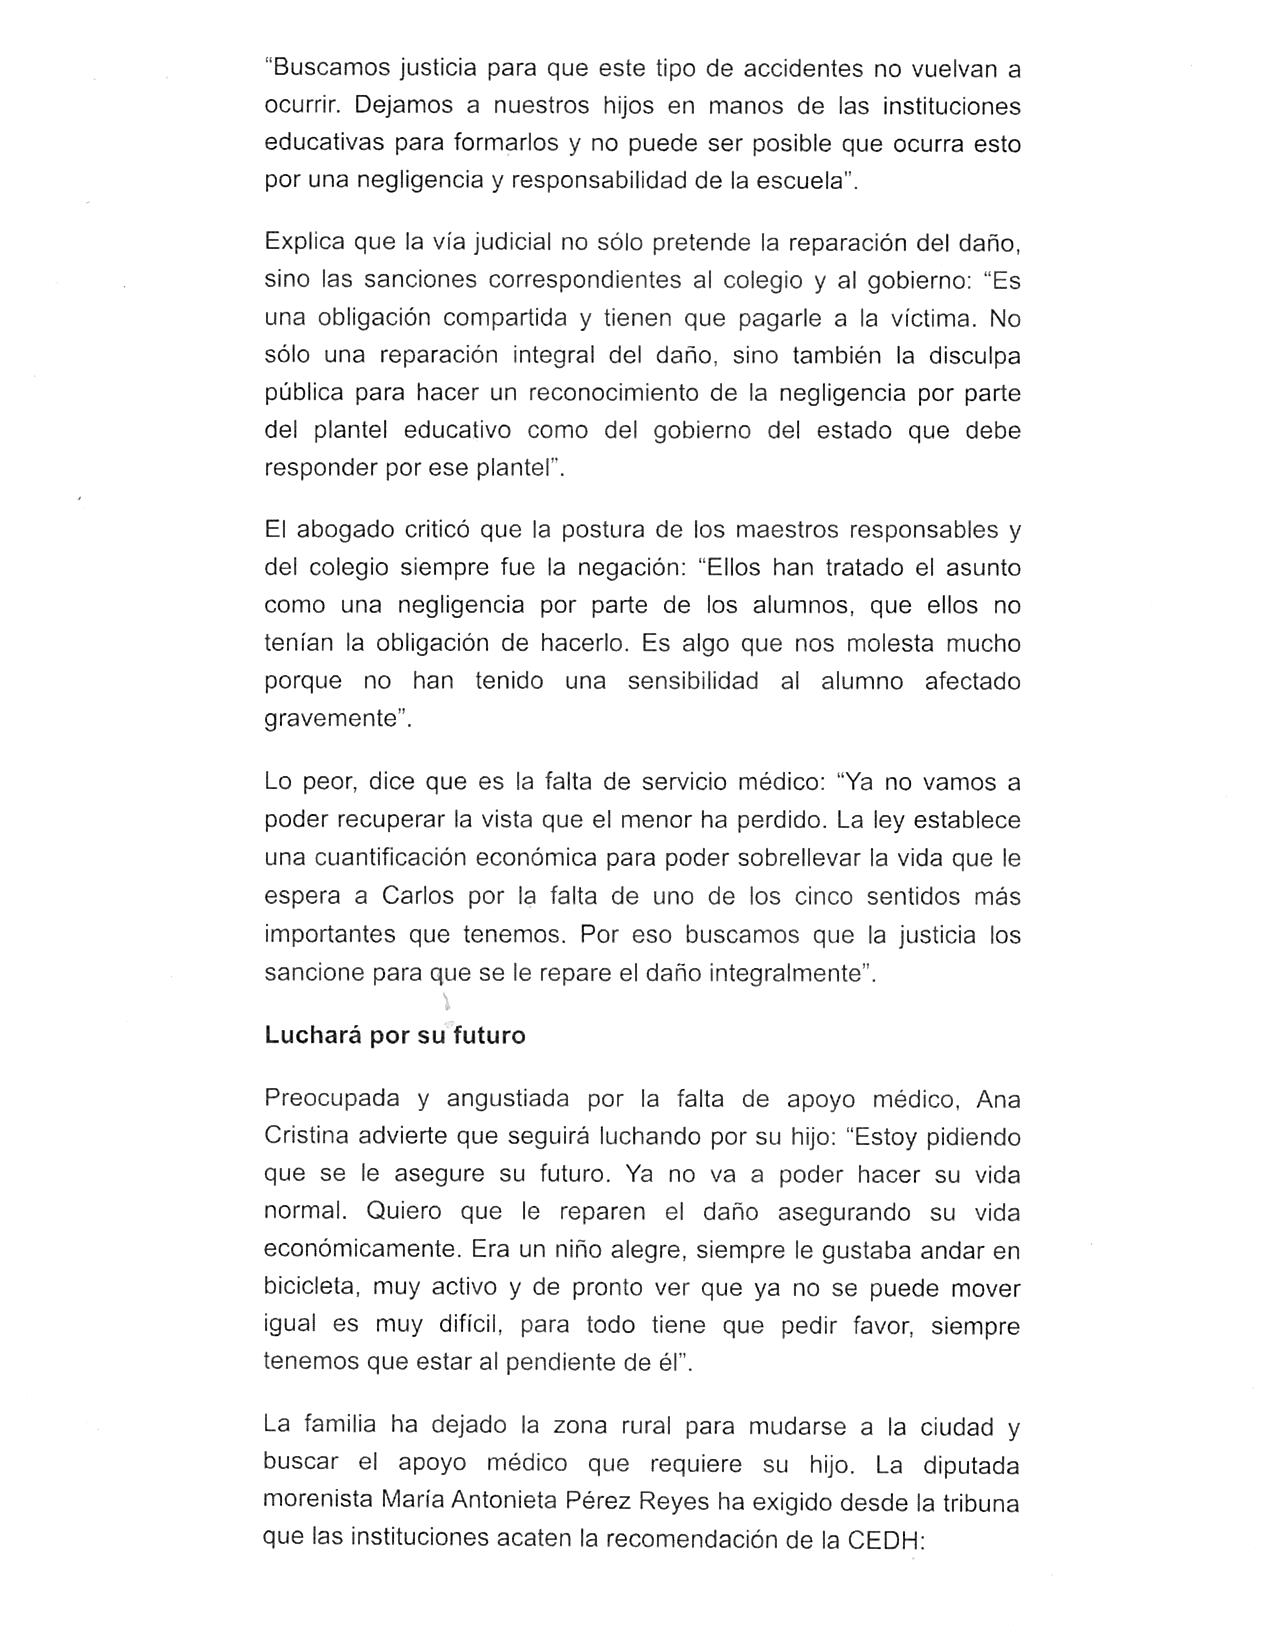 “Buscamos justicia para que este tipo de accidentes no vuelvan a
ocurrir. Dejamos a nuestros hijos en manos de las instituciones
educativas para formarlos y no puede ser posible que ocurra esto
por una negligencia y responsabilidad de la escuela”.
Explica que la vía judicial no sólo pretende la reparación del daño,
sino las sanciones correspondientes al colegio y al gobierno: “Es
una obligación compartida y tienen que pagarle a la víctima. No
sólo una reparación integral del daño, sino también la disculpa
pública para hacer un reconocimiento de la negligencia por parte
del plantel educativo como del gobierno del estado que debe
responder por ese plantel”.
El abogado criticó que la postura de los maestros responsables y
del colegio siempre fue la negación: “Ellos han tratado el asunto
como una negligencia por parte de los alumnos, que ellos no
tenían la obligación de hacerlo. Es algo que nos molesta mucho
porque no han tenido una sensibilidad al alumno afectado
gravemente”.
Lo peor, dice que es la falta de servicio médico: “Ya no vamos a
poder recuperar la vista que el menor ha perdido. La ley establece
una cuantificación económica para poder sobrellevar la vida que le
espera a Carlos por la falta de uno de los cinco sentidos más
importantes que tenemos. Por eso buscamos que la justicia los
sancione para que se le repare el daño integralmente”.
Luchará por su futuro
Preocupada y angustiada por la falta de apoyo médico, Ana
Cristina advierte que seguirá luchando por su hijo: “Estoy pidiendo
que se le asegure su futuro. Ya no va a poder hacer su vida
normal. Quiero que le reparen el daño asegurando su vida
económicamente. Era un niño alegre, siempre le gustaba andar en
bicicleta, muy activo y de pronto ver que ya no se puede mover
igual es muy difícil, para todo tiene que pedir favor, siempre
tenemos que estar al pendiente de él”.
La familia ha dejado la zona rural para mudarse a la ciudad y
buscar el apoyo médico que requiere su hijo. La diputada
morenista María Antonieta Pérez Reyes ha exigido desde la tribuna
que las instituciones acaten la recomendación de la CEDH: